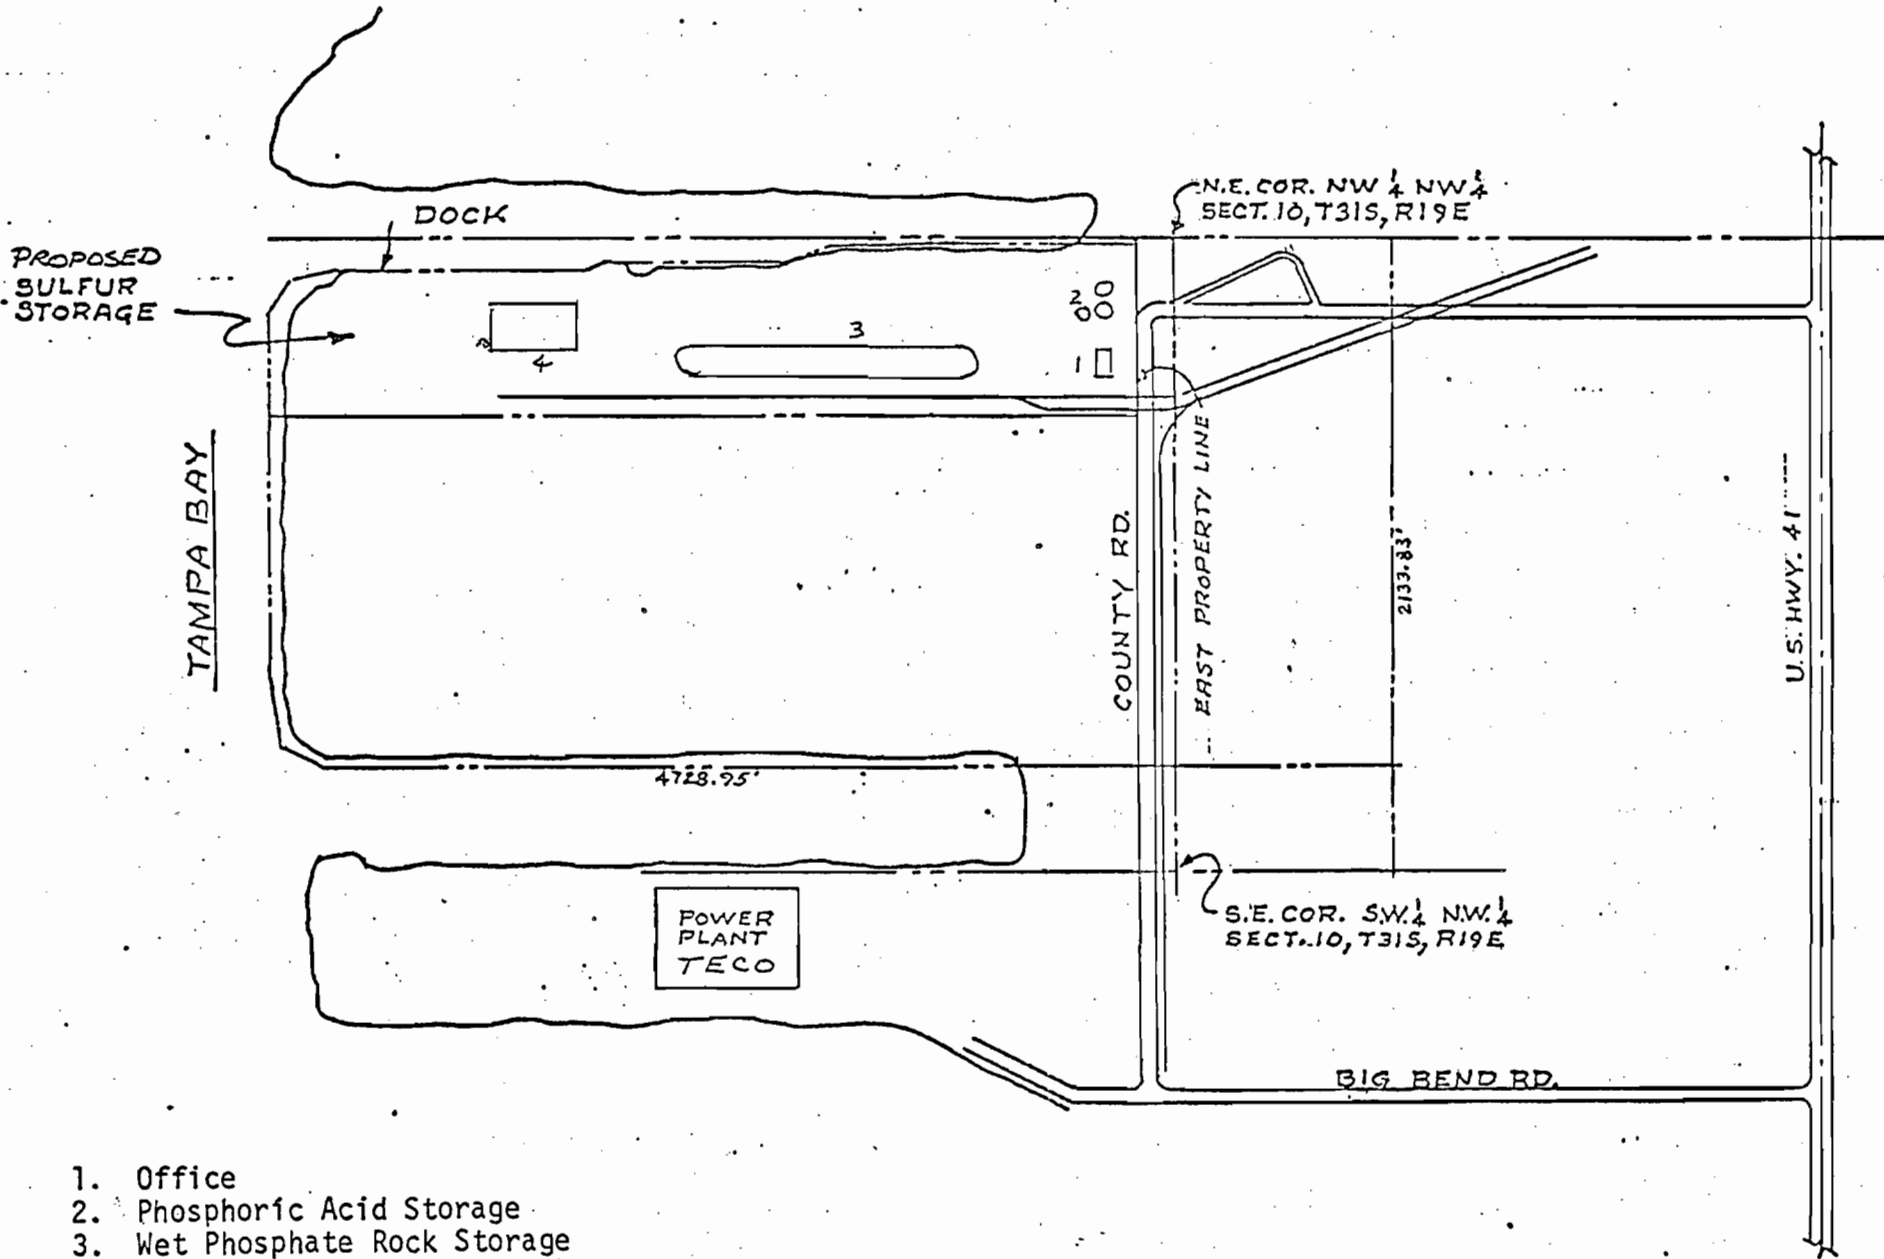 N.E. COR. NW ¼ NW ¼
SECT. 10, T31S, R19E
DOCK
PROPOSED
SULFUR
STORAGE
2
3
4
1
TAMPA BAY
COUNTY RD.
EAST PROPERTY LINE
2133.83'
U.S. HWY. 41
4728.95'
POWER
PLANT
TECO
S.E. COR. S.W. ¼ N.W. ¼
SECT. 10, T31S, R19E
BIG BEND RD.
1. Office
2. Phosphoric Acid Storage
3. Wet Phosphate Rock Storage